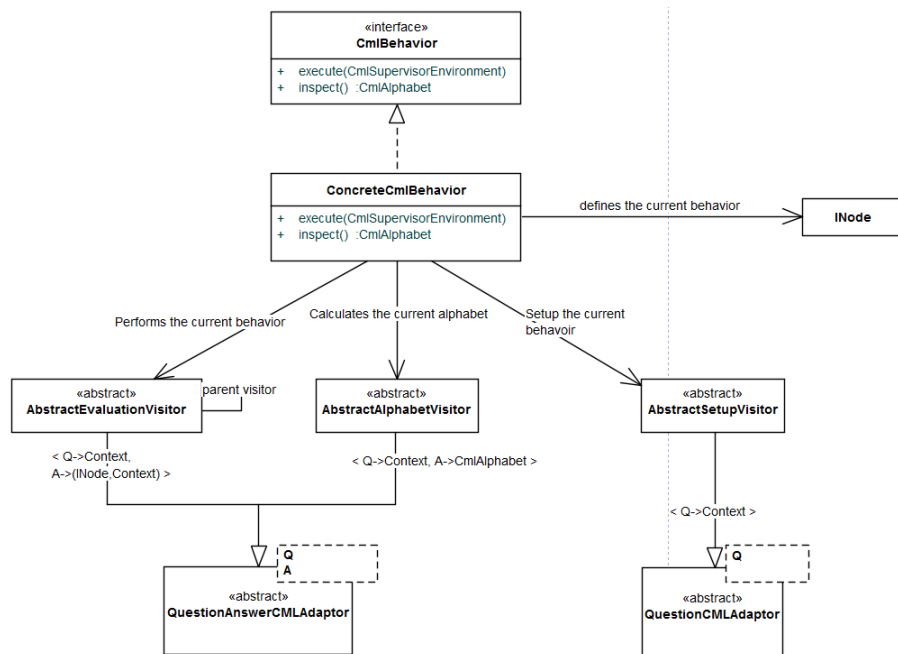 «interface»
CmlBehavior
+ execute(CmlSupervisorEnvironment)
+ inspect() :CmlAlphabet
ConcreteCmlBehavior
+ execute(CmlSupervisorEnvironment)
+ inspect() :CmlAlphabet
defines the current behavior
INode
Performs the current behavior
Calculates the current alphabet
Setup the current
behavoir
«abstract»
AbstractEvaluationVisitor
parent visitor
«abstract»
AbstractAlphabetVisitor
«abstract»
AbstractSetupVisitor
< Q->Context,
A->(INode,Context) >
< Q->Context, A->CmlAlphabet >
< Q->Context >
Q
A
«abstract»
QuestionAnswerCMLAdaptor
Q
«abstract»
QuestionCMLAdaptor